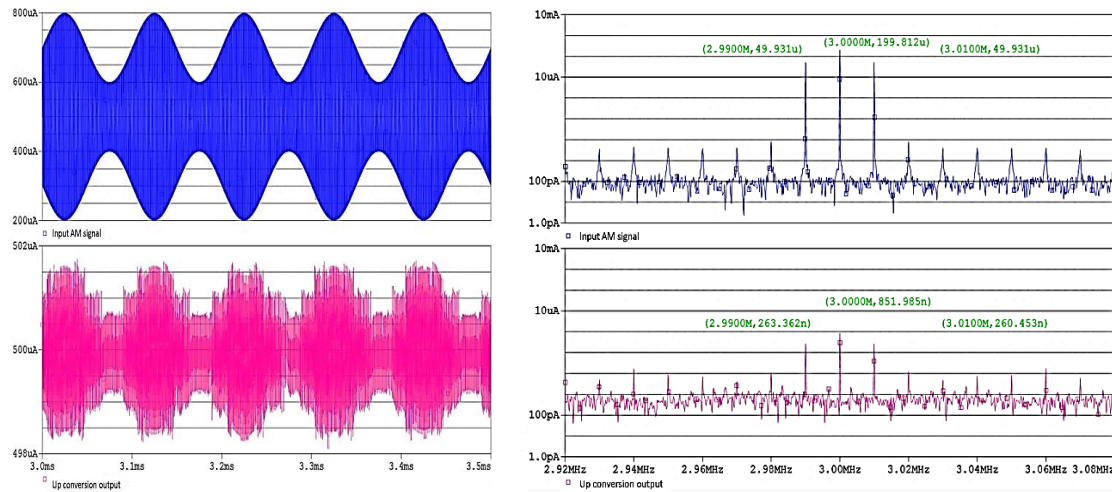 800uA
600uA
400uA
200uA
Input AM signal
502uA
500uA
498uA
3.0ms 3.1ms 3.2ms 3.3ms 3.4ms 3.5ms
Up conversion output
10mA
(3.0000M,199.812u)
(2.9900M,49.931u) (3.0100M,49.931u)
10uA
100pA
1.0pA
Input AM signal
10mA
(3.0000M,851.985n)
10uA
(2.9900M,263.362n) (3.0100M,260.453n)
100pA
1.0pA
2.92MHz 2.94MHz 2.96MHz 2.98MHz 3.00MHz 3.02MHz 3.04MHz 3.06MHz 3.08MHz
Up conversion output